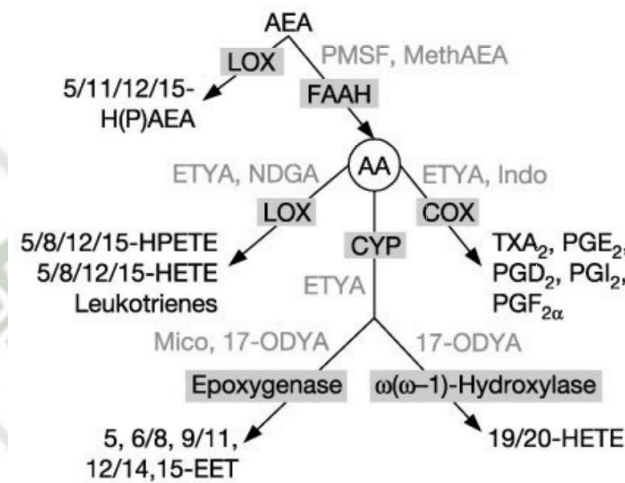 AEA
LOX
PMSF, MethAEA
5/11/12/15-
H(P)AEA
FAAH
AA
ETYA, NDGA
ETYA, Indo
LOX
COX
CYP
5/8/12/15-HPETE
5/8/12/15-HETE
Leukotrienes
TXA₂, PGE₂,
PGD₂, PGI₂,
PGF₂α
ETYA
Mico, 17-ODYA
17-ODYA
Epoxygenase
ω(ω–1)-Hydroxylase
5, 6/8, 9/11,
12/14,15-EET
19/20-HETE